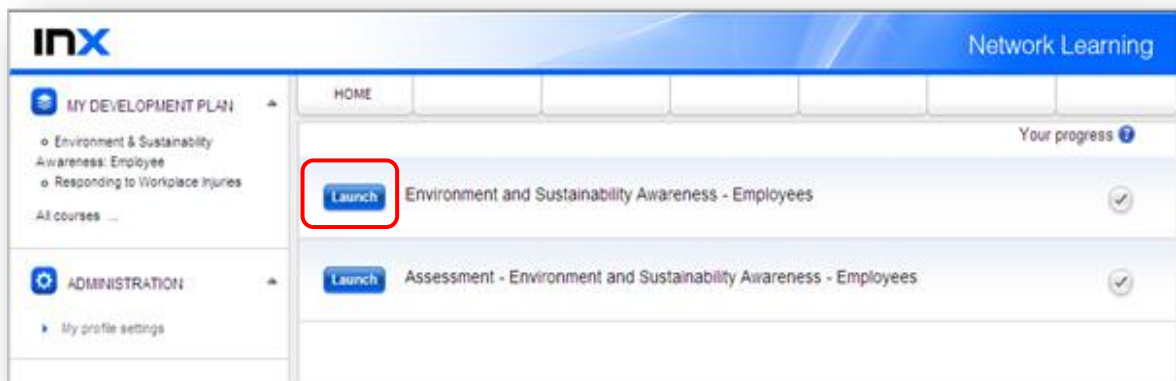 INX
Network Learning
MY DEVELOPMENT PLAN
Environment & Sustainability
Awareness: Employee
Responding to Workplace Injuries
All courses ...
ADMINISTRATION
My profile settings
HOME
Your progress ?
Launch Environment and Sustainability Awareness - Employees
Launch Assessment - Environment and Sustainability Awareness - Employees